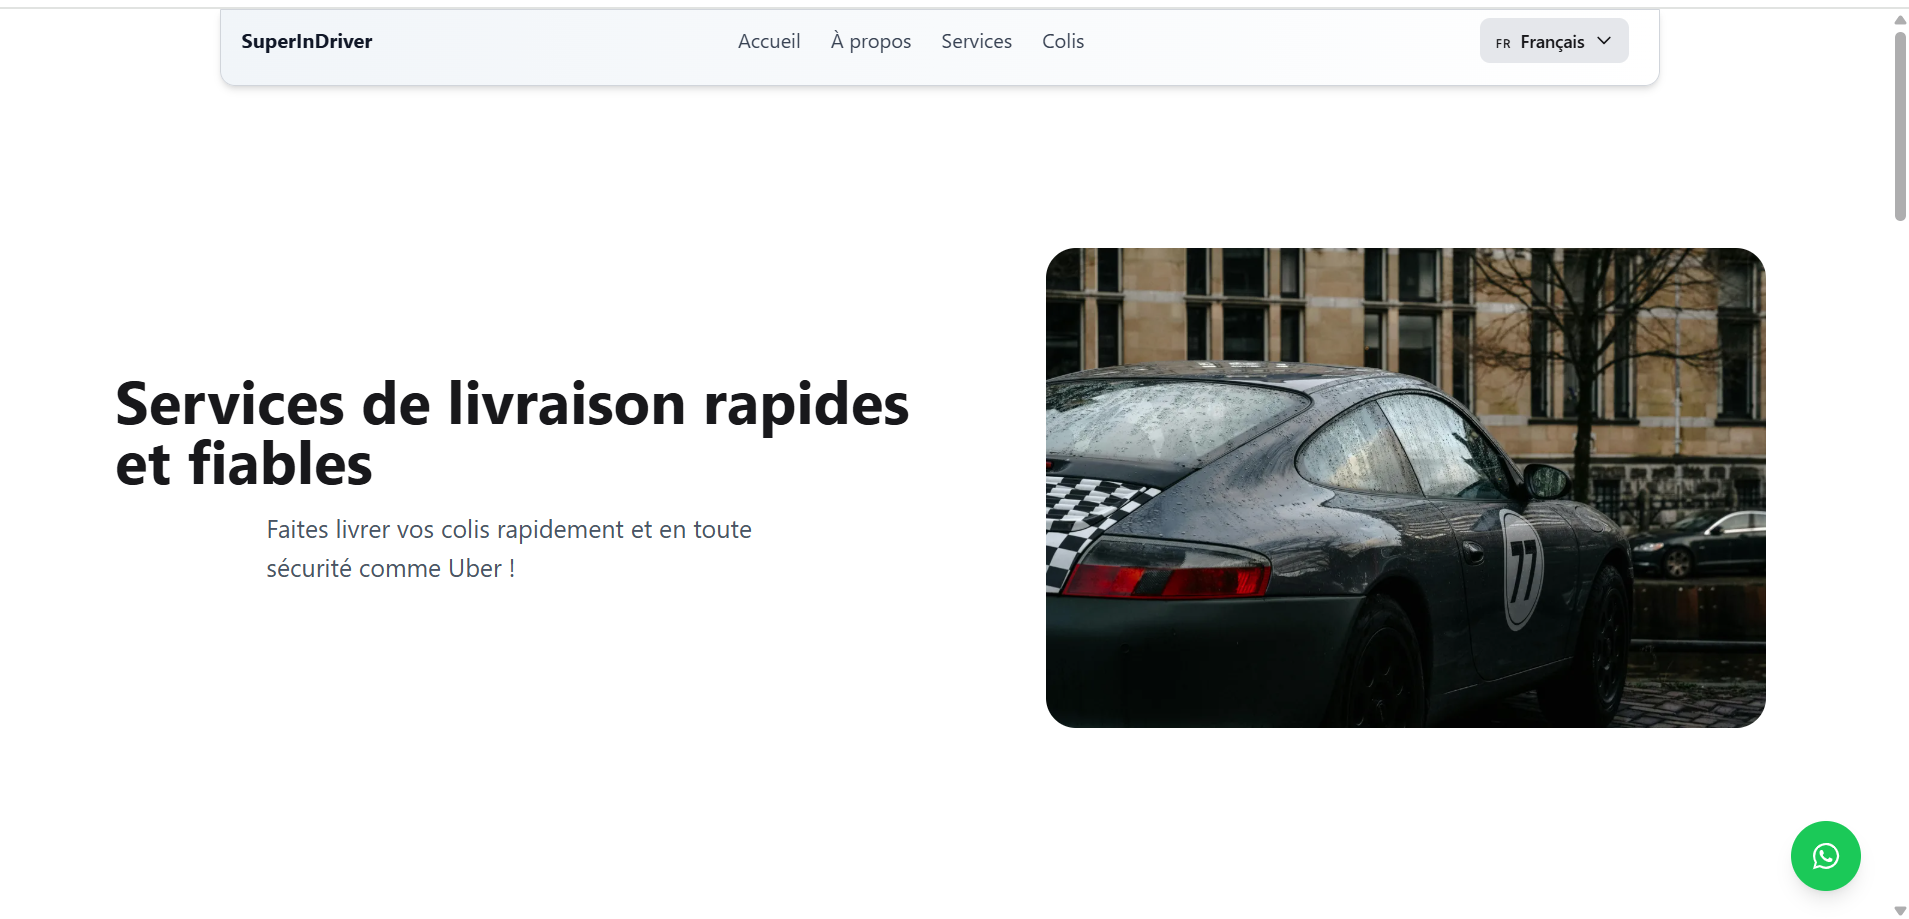 SuperInDriver
Accueil À propos Services Colis
FR Français
Services de livraison rapides
et fiables
Faites livrer vos colis rapidement et en toute
sécurité comme Uber !
77